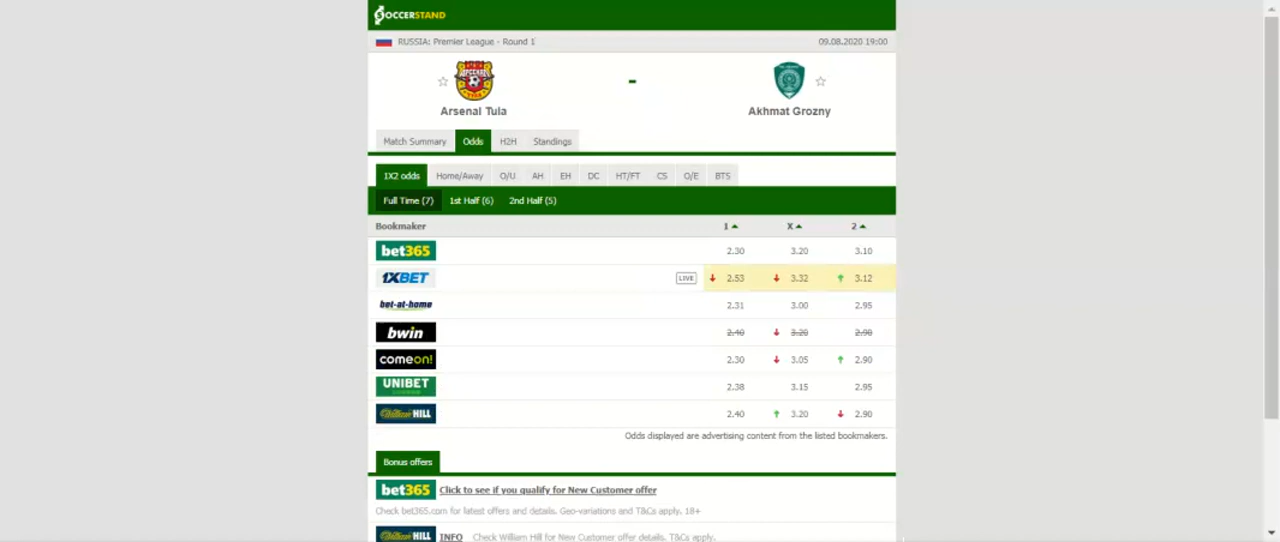 SOCCERSTAND
RUSSIA: Premier League - Round 1 09.08.2020 19:00
-
Arsenal Tula Akhmat Grozny
Match Summary Odds H2H Standings
1X2 odds Home/Away O/U AH EH DC HT/FT CS O/E BTS
Full Time (7) 1st Half (6) 2nd Half (5)
Bookmaker 1 X 2
bet365 2.30 3.20 3.10
1XBET LIVE 2.53 3.32 3.12
bet-at-home 2.31 3.00 2.95
bwin 2.40 3.20 2.90
comeon! 2.30 3.05 2.90
UNIBET 2.38 3.15 2.95
William HILL 2.40 3.20 2.90
Odds displayed are advertising content from the listed bookmakers.
Bonus offers
bet365 Click to see if you qualify for New Customer offer
Check bet365.com for latest offers and details. Geo-variations and T&Cs apply. 18+
William HILL INFO Check William Hill for New Customer offer details. T&Cs apply.